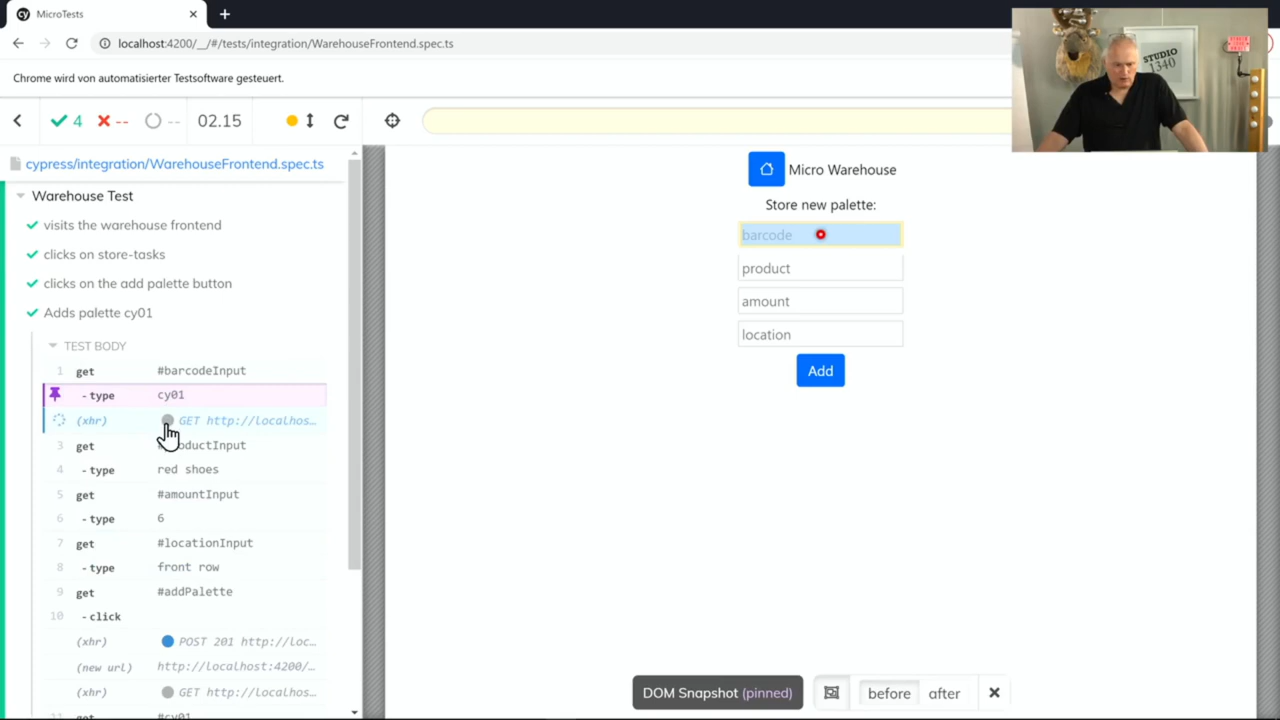 MicroTests
localhost:4200/__/#/tests/integration/WarehouseFrontend.spec.ts
Chrome wird von automatisierter Testsoftware gesteuert.
4 -- -- 02.15
cypress/integration/WarehouseFrontend.spec.ts
Warehouse Test
visits the warehouse frontend
clicks on store-tasks
clicks on the add palette button
Adds palette cy01
TEST BODY
1 get #barcodeInput
- type cy01
(xhr) GET http://localhos...
3 get #productInput
4 - type red shoes
5 get #amountInput
6 - type 6
7 get #locationInput
8 - type front row
9 get #addPalette
10 - click
(xhr) POST 201 http://loc...
(new url) http://localhost:4200/...
(xhr) GET http://localhos...
11 get #cy01
Micro Warehouse
Store new palette:
barcode
product
amount
location
Add
DOM Snapshot (pinned)
before after
STUDIO
1340